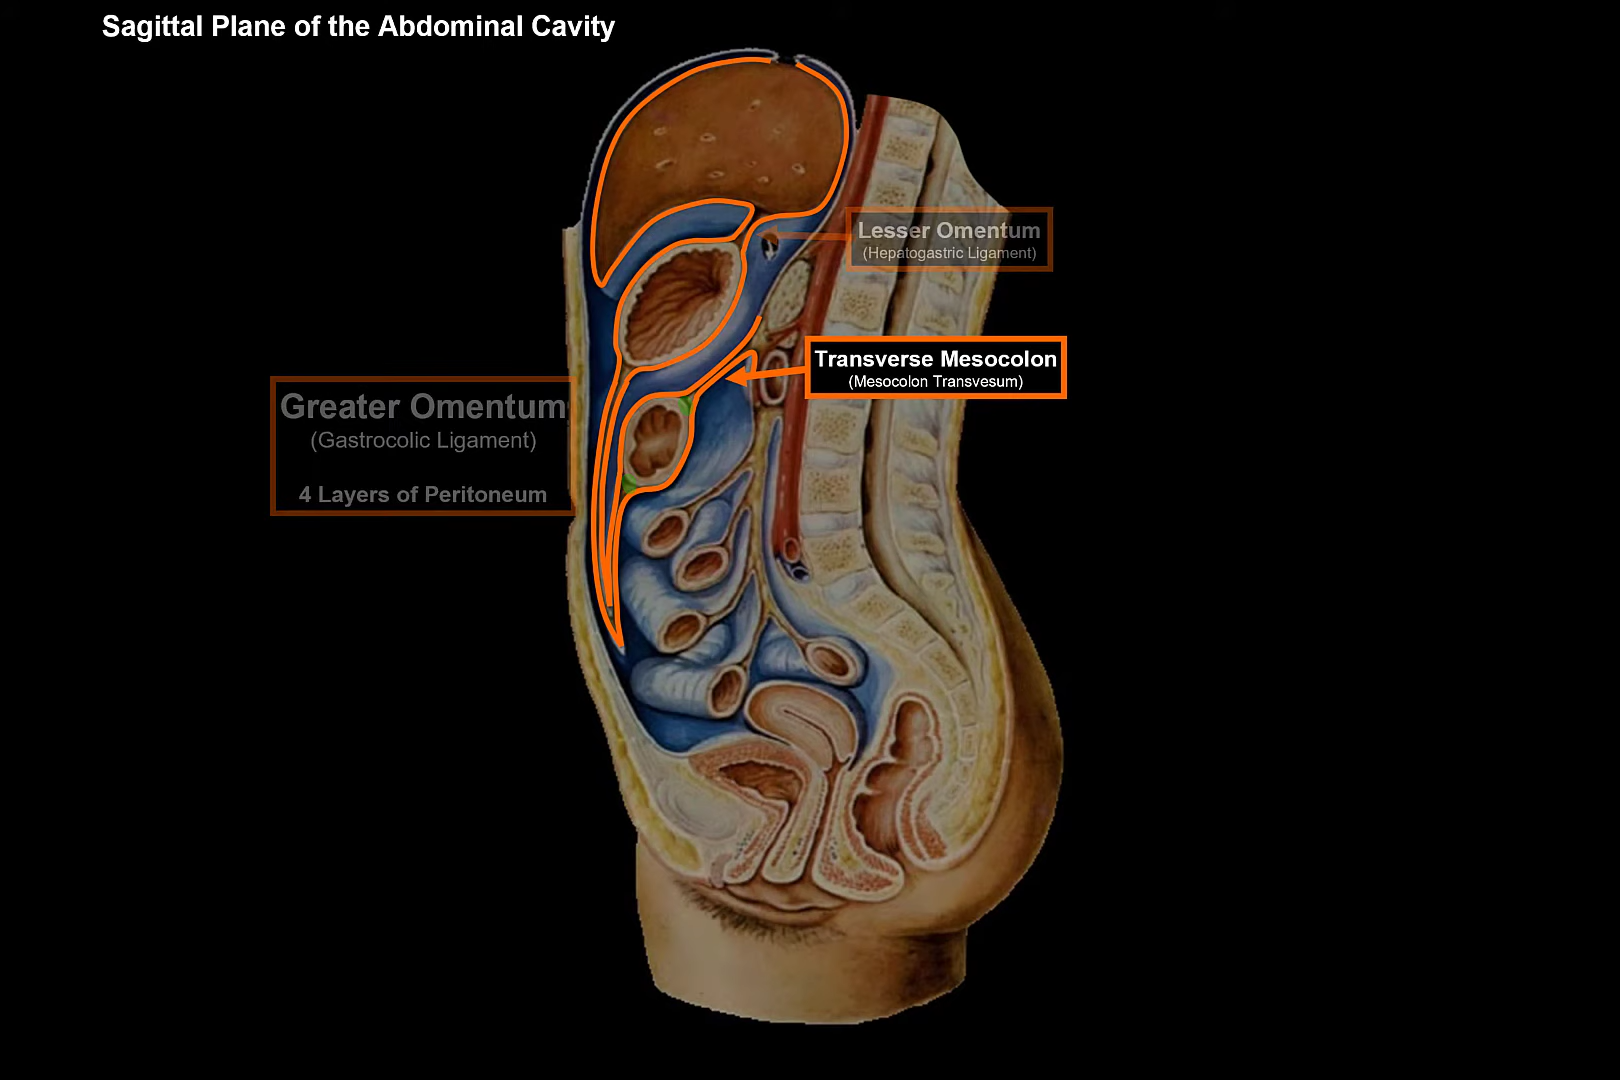 Sagittal Plane of the Abdominal Cavity
Lesser Omentum
(Hepatogastric Ligament)
Transverse Mesocolon
(Mesocolon Transvesum)
Greater Omentum
(Gastrocolic Ligament)
4 Layers of Peritoneum